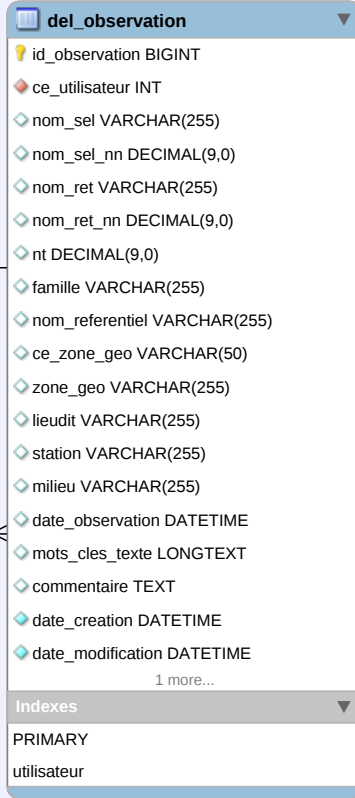 del_observation
id_observation BIGINT
ce_utilisateur INT
nom_sel VARCHAR(255)
nom_sel_nn DECIMAL(9,0)
nom_ret VARCHAR(255)
nom_ret_nn DECIMAL(9,0)
nt DECIMAL(9,0)
famille VARCHAR(255)
nom_referentiel VARCHAR(255)
ce_zone_geo VARCHAR(50)
zone_geo VARCHAR(255)
lieudit VARCHAR(255)
station VARCHAR(255)
milieu VARCHAR(255)
date_observation DATETIME
mots_cles_texte LONGTEXT
commentaire TEXT
date_creation DATETIME
date_modification DATETIME
1 more...
Indexes
PRIMARY
utilisateur